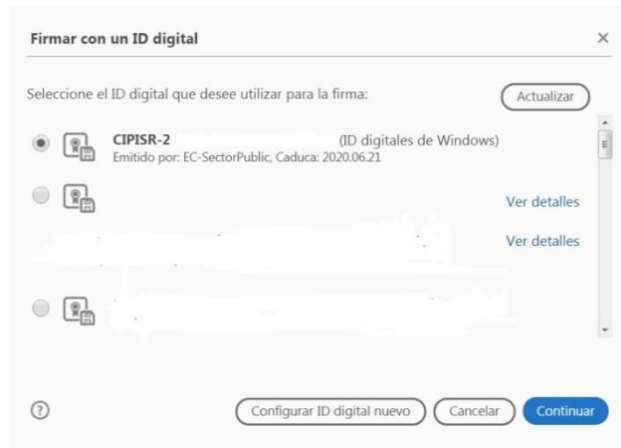 Firmar con un ID digital
Seleccione el ID digital que desee utilizar para la firma:
Actualizar
CIPISR-2 (ID digitales de Windows)
Emitido por: EC-SectorPublic, Caduca: 2020.06.21
Ver detalles
Ver detalles
Configurar ID digital nuevo
Cancelar
Continuar